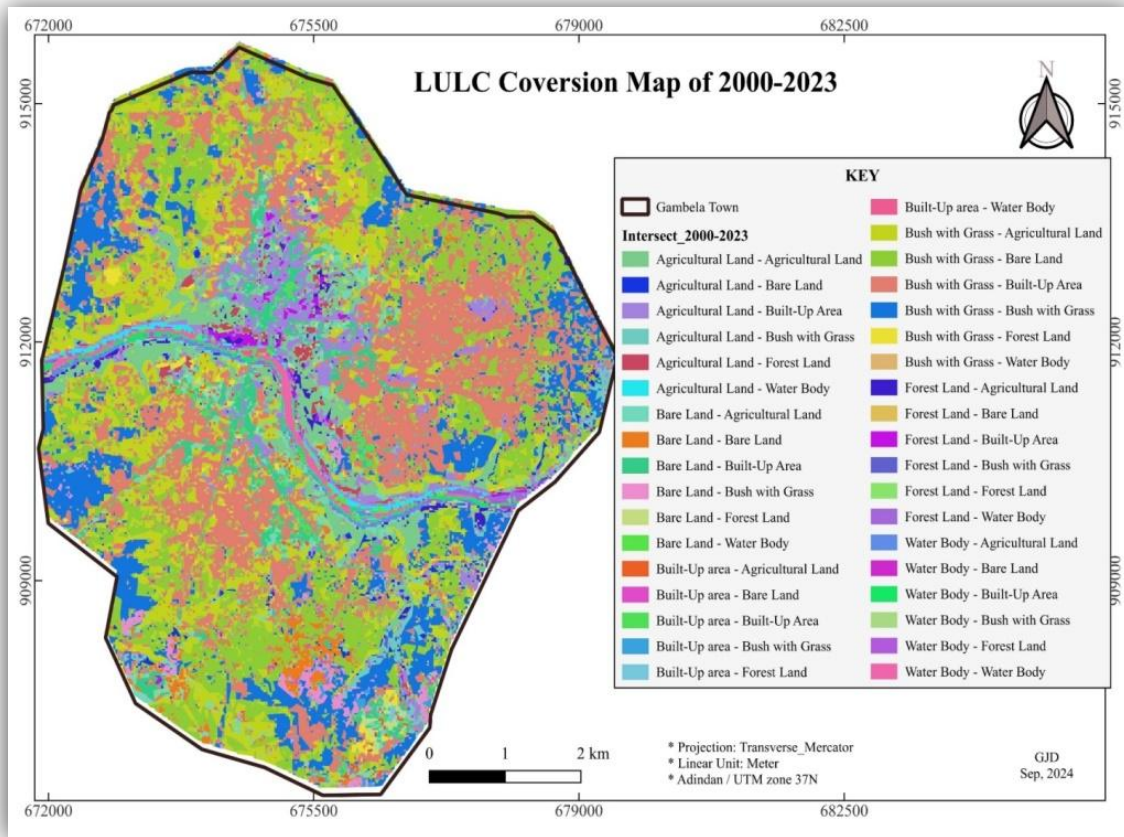 672000 675500 679000 682500
LULC Coversion Map of 2000-2023
N
915000
915000
KEY
Gambela Town
Intersect_2000-2023
Agricultural Land - Agricultural Land
Agricultural Land - Bare Land
Agricultural Land - Built-Up Area
Agricultural Land - Bush with Grass
Agricultural Land - Forest Land
Agricultural Land - Water Body
Bare Land - Agricultural Land
Bare Land - Bare Land
Bare Land - Built-Up Area
Bare Land - Bush with Grass
Bare Land - Forest Land
Bare Land - Water Body
Built-Up area - Agricultural Land
Built-Up area - Bare Land
Built-Up area - Built-Up Area
Built-Up area - Bush with Grass
Built-Up area - Forest Land
Built-Up area - Water Body
Bush with Grass - Agricultural Land
Bush with Grass - Bare Land
Bush with Grass - Built-Up Area
Bush with Grass - Bush with Grass
Bush with Grass - Forest Land
Bush with Grass - Water Body
Forest Land - Agricultural Land
Forest Land - Bare Land
Forest Land - Built-Up Area
Forest Land - Bush with Grass
Forest Land - Forest Land
Forest Land - Water Body
Water Body - Agricultural Land
Water Body - Bare Land
Water Body - Built-Up Area
Water Body - Bush with Grass
Water Body - Forest Land
Water Body - Water Body
912000
912000
909000
909000
0 1 2 km
* Projection: Transverse_Mercator
* Linear Unit: Meter
* Adindan / UTM zone 37N
GJD
Sep, 2024
672000 675500 679000 682500